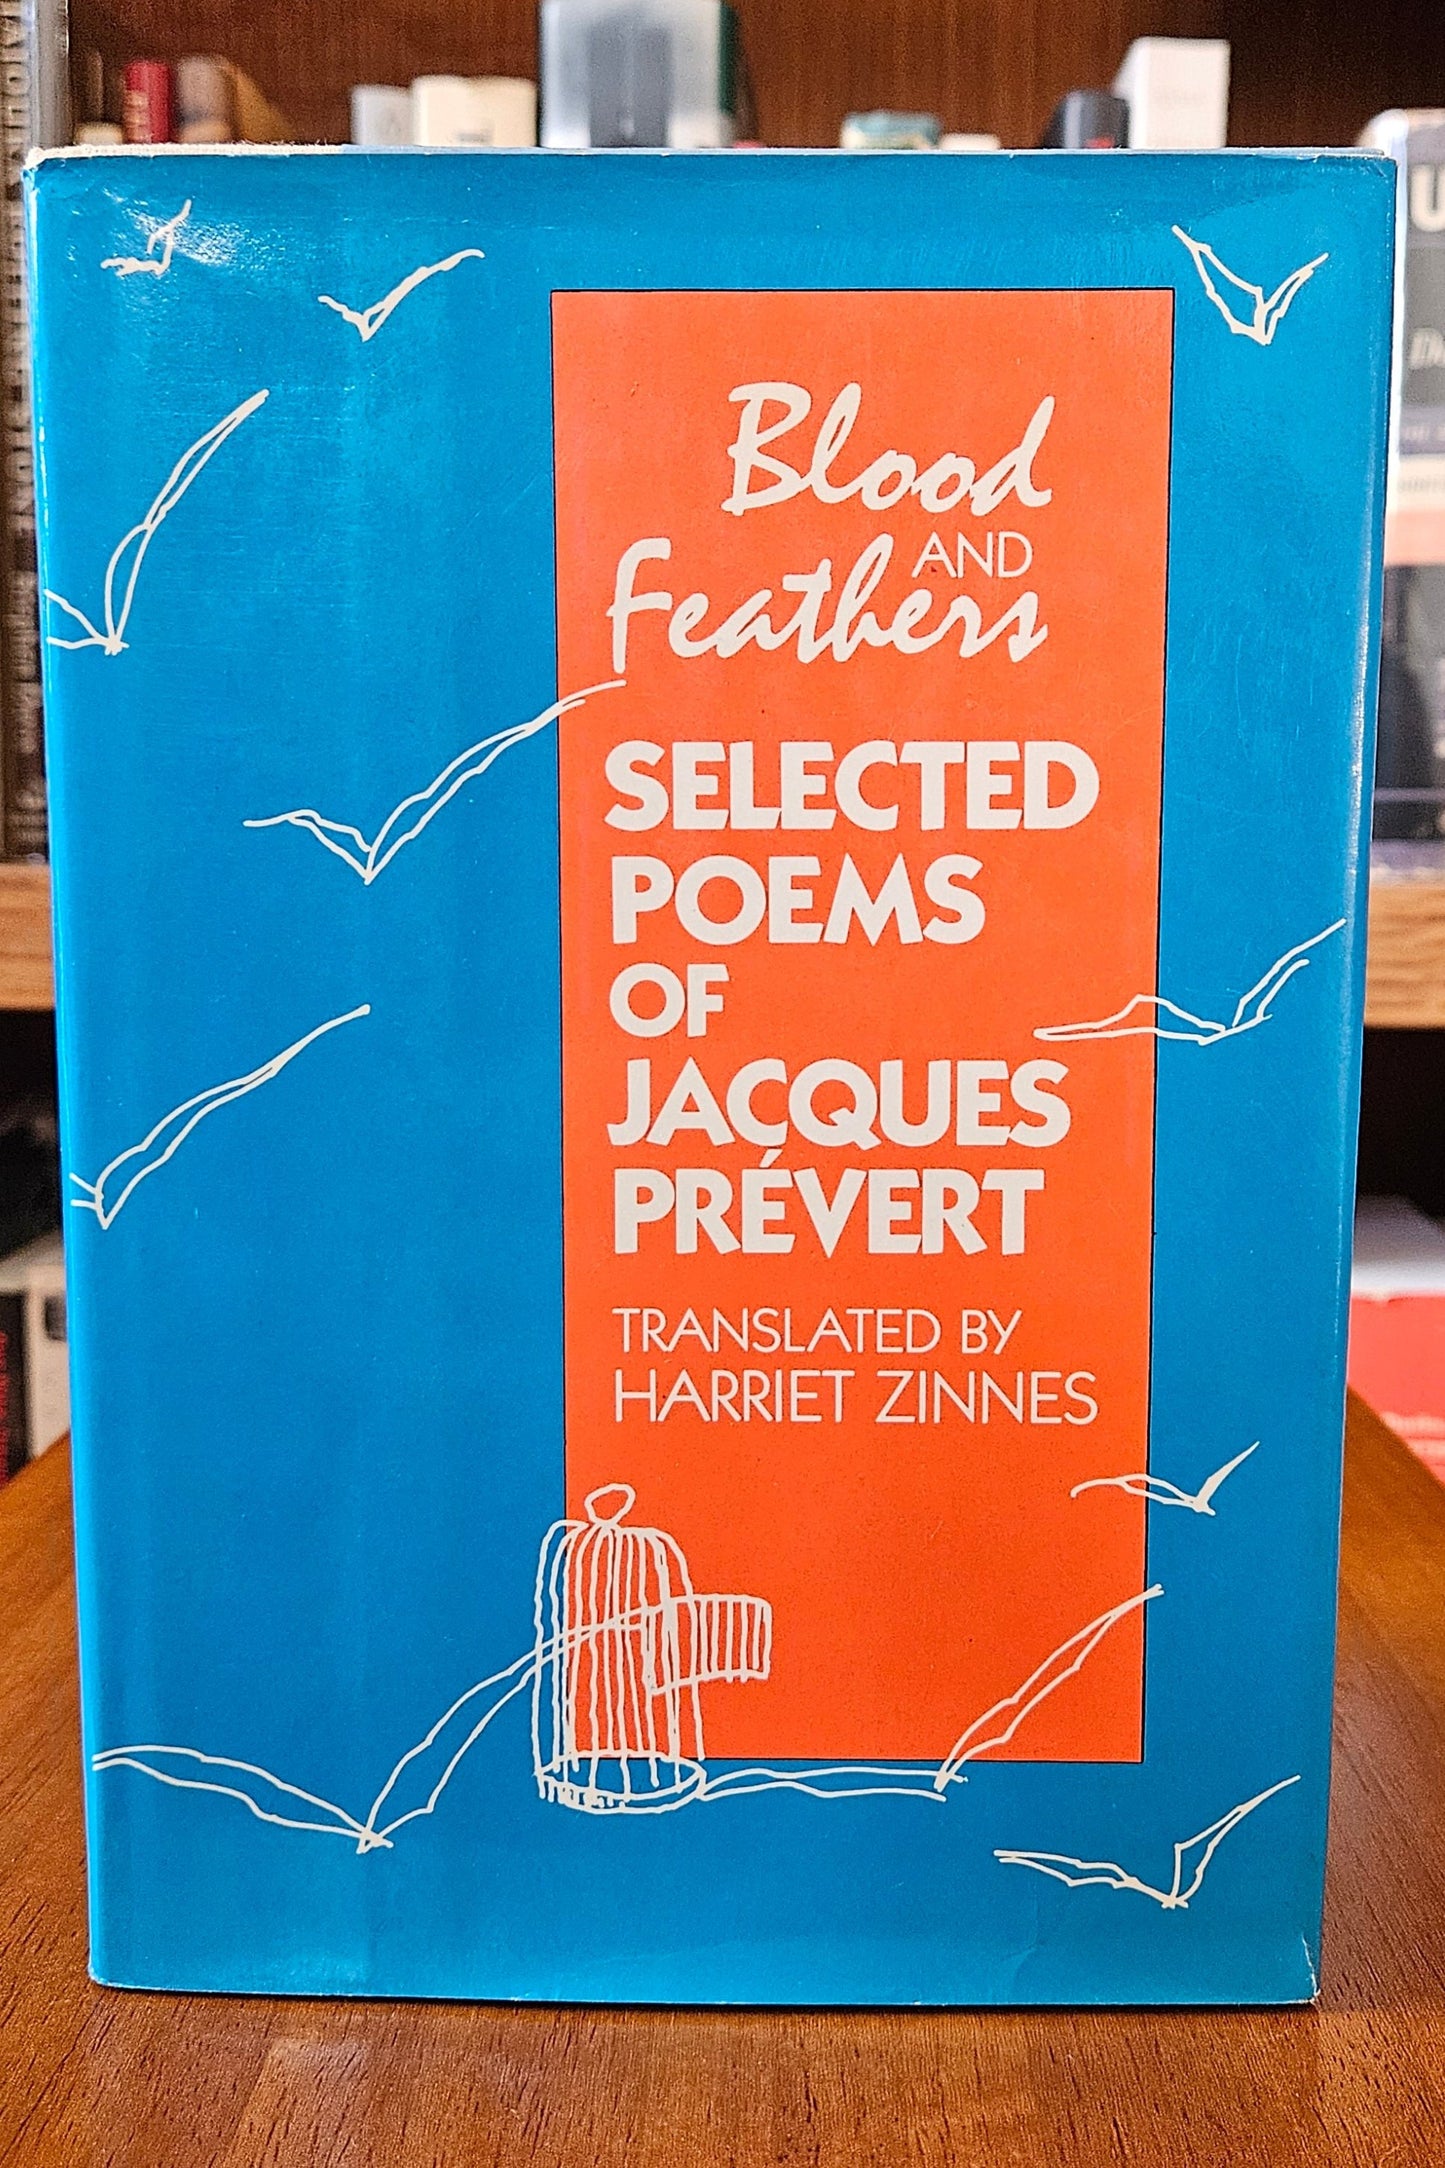 Blood
AND
Feathers
SELECTED
POEMS
OF
JACQUES
PRÉVERT
TRANSLATED BY
HARRIET ZINNES